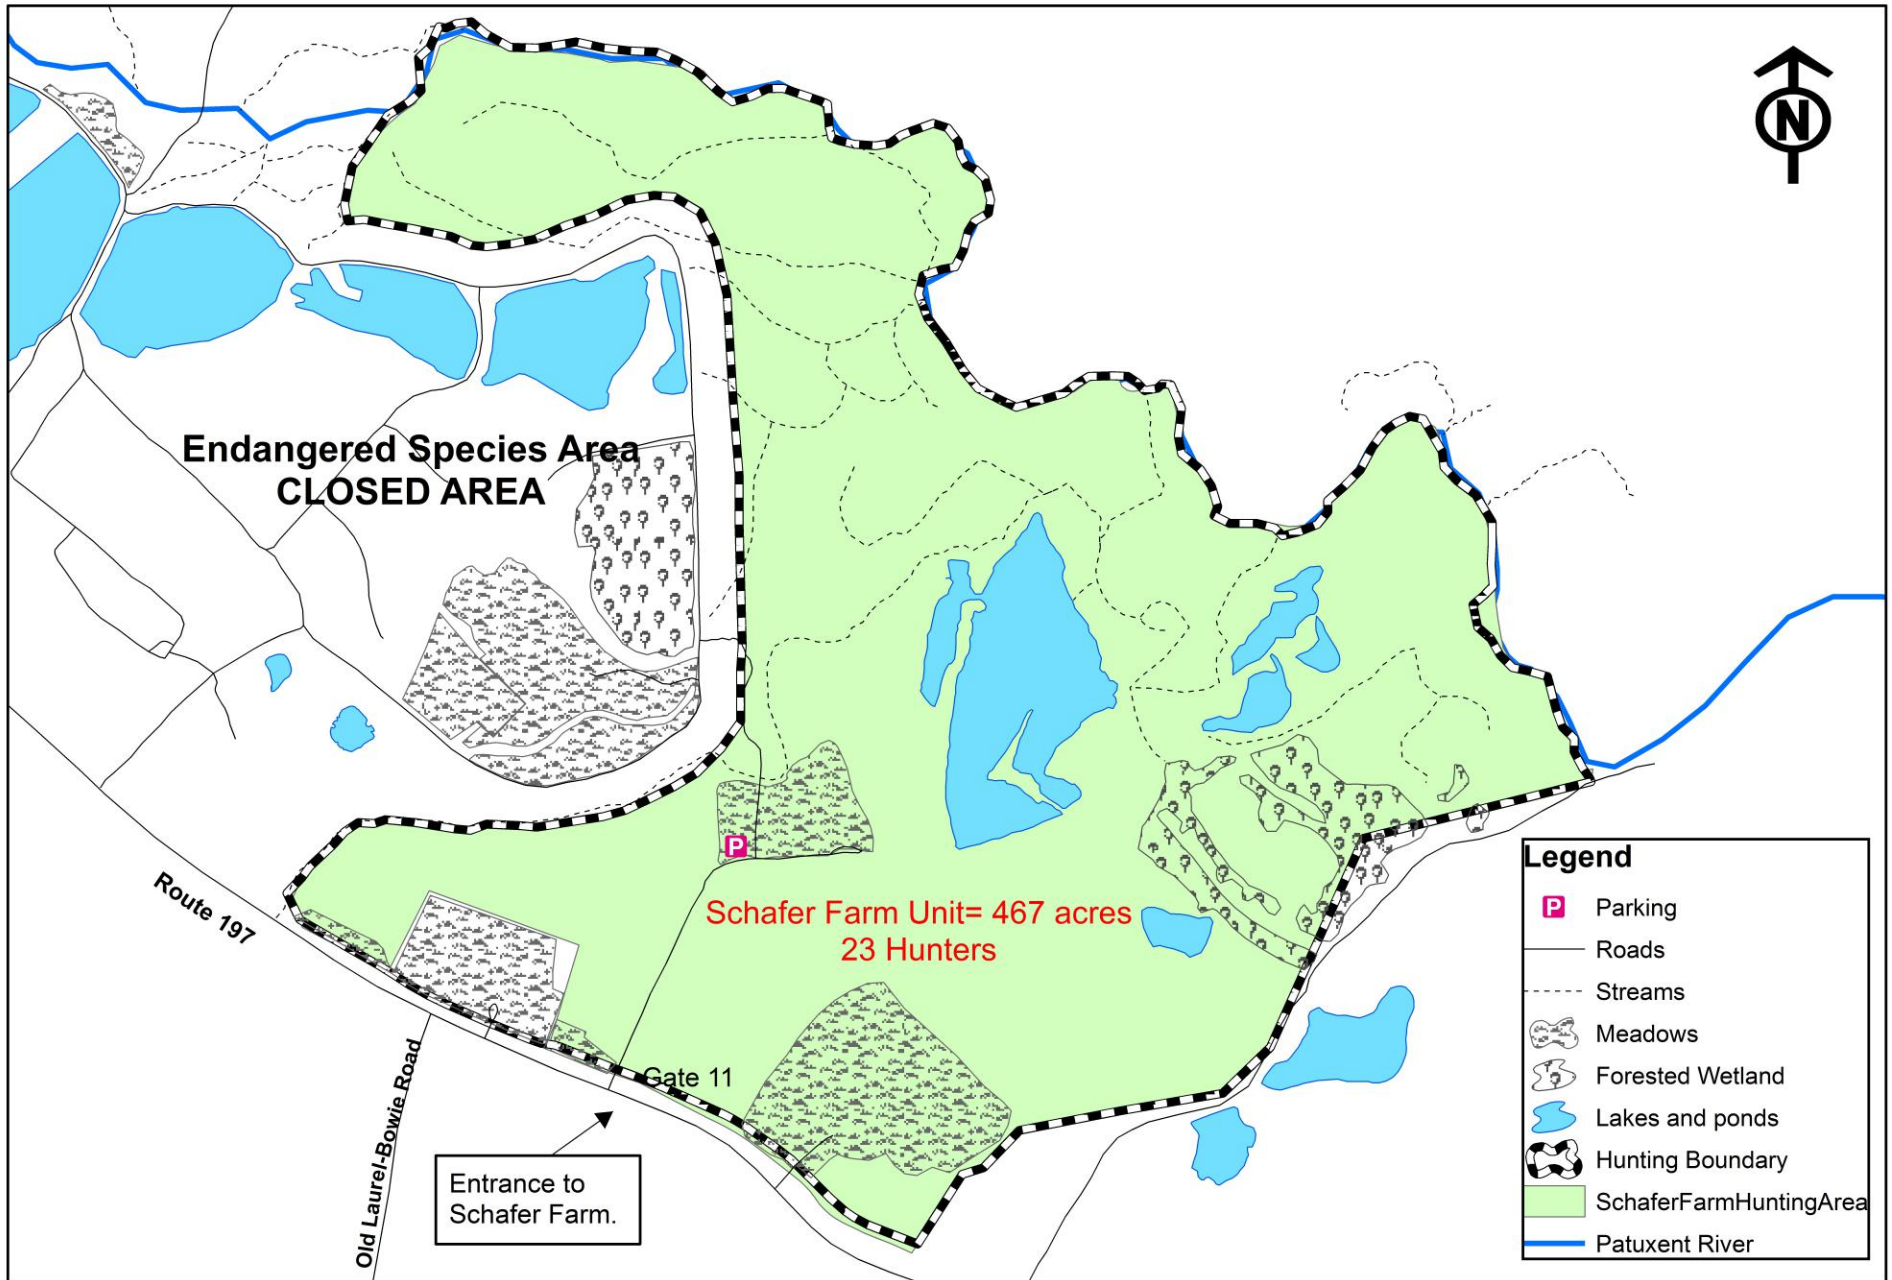 N
Endangered Species Area
CLOSED AREA
Route 197
P
Schafer Farm Unit= 467 acres
23 Hunters
Gate 11
Old Laurel-Bowie Road
Entrance to
Schafer Farm.
Legend
P Parking
Roads
Streams
Meadows
Forested Wetland
Lakes and ponds
Hunting Boundary
SchaferFarmHuntingArea
Patuxent River